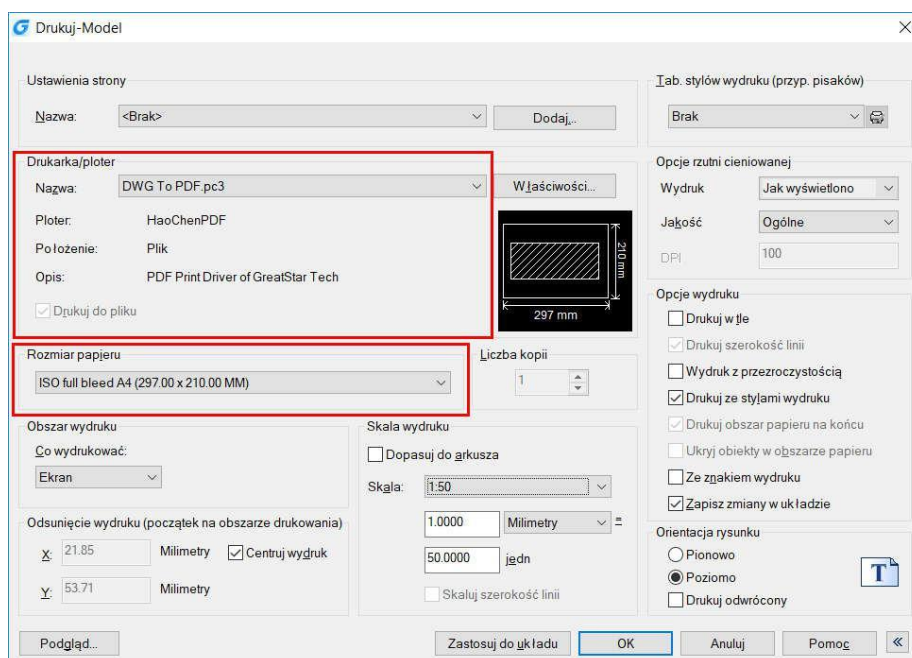 Drukuj-Model
Ustawienia strony
Nazwa: <Brak> Dodaj...
Tab. stylów wydruku (przyp. pisaków)
Brak
Drukarka/ploter
Nazwa: DWG To PDF.pc3 Właściwości...
Ploter: HaoChenPDF
Położenie: Plik
Opis: PDF Print Driver of GreatStar Tech
Drukuj do pliku
210 mm
297 mm
Opcje rzutni cieniowanej
Wydruk Jak wyświetlono
Jakość Ogólne
DPI 100
Rozmiar papieru
ISO full bleed A4 (297.00 x 210.00 MM)
Liczba kopii
1
Opcje wydruku
Drukuj w tle
Drukuj szerokość linii
Wydruk z przezroczystością
Drukuj ze stylami wydruku
Drukuj obszar papieru na końcu
Ukryj obiekty w obszarze papieru
Ze znakiem wydruku
Zapisz zmiany w układzie
Obszar wydruku
Co wydrukować:
Ekran
Skala wydruku
Dopasuj do arkusza
Skala: 1:50
1.0000 Milimetry =
50.0000 jedn
Skaluj szerokość linii
Odsunięcie wydruku (początek na obszarze drukowania)
X: 21.85 Milimetry Centruj wydruk
Y: 53.71 Milimetry
Orientacja rysunku
Pionowo
Poziomo
Drukuj odwrócony
T
Podgląd... Zastosuj do układu OK Anuluj Pomoc